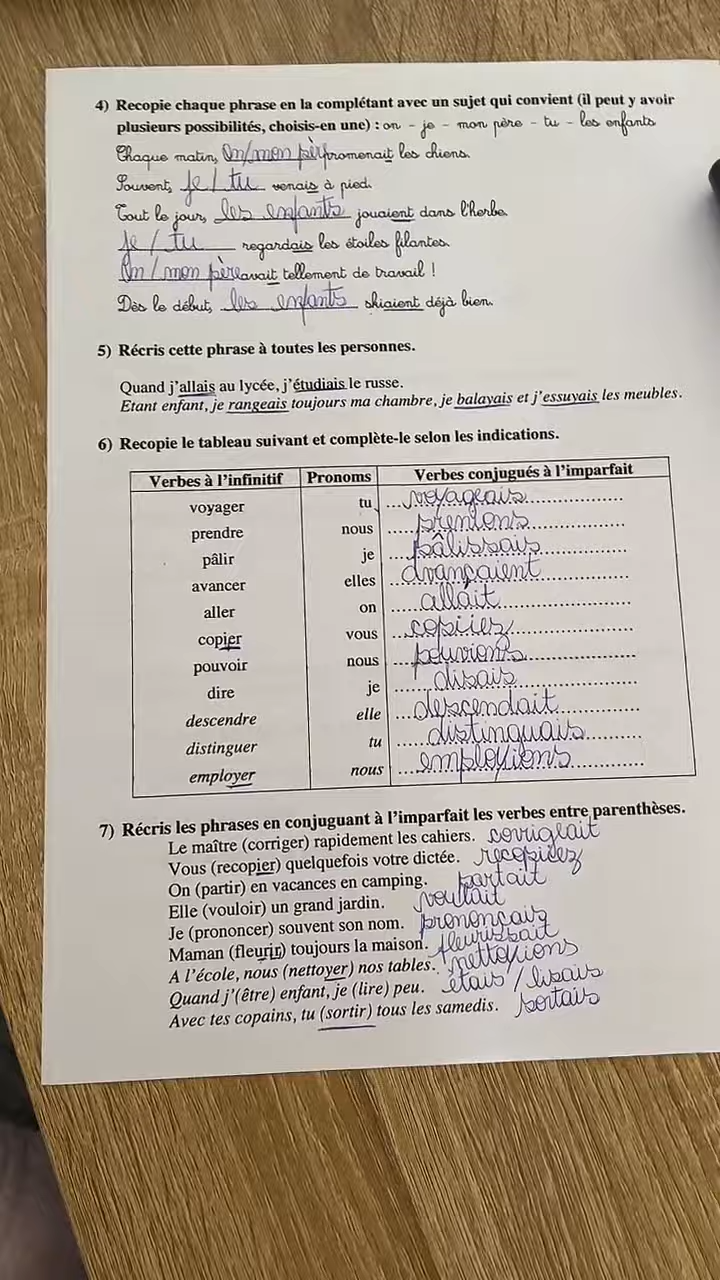 4) Recopie chaque phrase en la complétant avec un sujet qui convient (il peut y avoir
plusieurs possibilités, choisis-en une) : on - je - mon père - tu - les enfants
Chaque matin, On/mon père promenait les chiens.
Souvent, je / tu venais à pied.
Tout le jour, les enfants jouaient dans l'herbe.
je / tu regardais les étoiles filantes.
On / mon père avait tellement de travail !
Dès le début, les enfants skiaient déjà bien.
5) Récris cette phrase à toutes les personnes.
Quand j'allais au lycée, j'étudiais le russe.
Etant enfant, je rangeais toujours ma chambre, je balayais et j'essuyais les meubles.
6) Recopie le tableau suivant et complète-le selon les indications.
Verbes à l'infinitif Pronoms Verbes conjugués à l'imparfait
voyager tu voyageais
prendre nous prenions
pâlir je pâlissais
avancer elles avançaient
aller on allait
copier vous copiiez
pouvoir nous pouvions
dire je disais
descendre elle descendait
distinguer tu distinguais
employer nous employions
7) Récris les phrases en conjuguant à l'imparfait les verbes entre parenthèses.
Le maître (corriger) rapidement les cahiers. corrigeait
Vous (recopier) quelquefois votre dictée. recopiiez
On (partir) en vacances en camping. partait
Elle (vouloir) un grand jardin. voulait
Je (prononcer) souvent son nom. prononçais
Maman (fleurir) toujours la maison. fleurissait
A l'école, nous (nettoyer) nos tables. nettoyions
Quand j'(être) enfant, je (lire) peu. étais / lisais
Avec tes copains, tu (sortir) tous les samedis. sortais